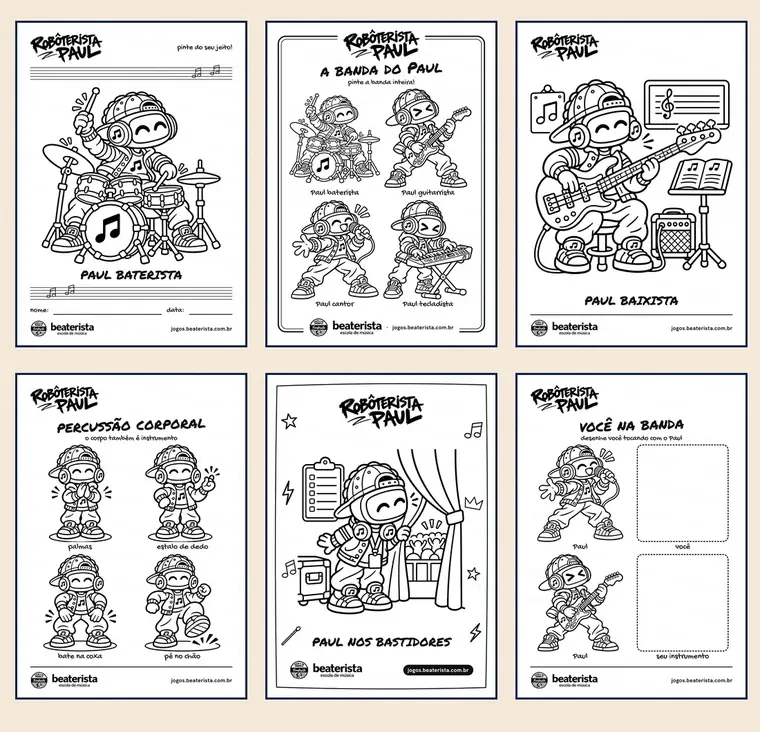 RobôTERISTA
PAUL
pinte do seu jeito!
PAUL BATERISTA
nome:
data:
beaterista
escola de música
jogos.beaterista.com.br
RobôTERISTA
PAUL
A BANDA DO PAUL
pinte a banda inteira!
Paul baterista
Paul guitarrista
Paul cantor
Paul tecladista
beaterista
escola de música
· jogos.beaterista.com.br
RobôTERISTA
PAUL
PAUL BAIXISTA
beaterista
escola de música
jogos.beaterista.com.br
RobôTERISTA
PAUL
PERCUSSÃO CORPORAL
o corpo também é instrumento
palmas
estalo de dedo
bate na coxa
pé no chão
beaterista
escola de música
jogos.beaterista.com.br
RobôTERISTA
PAUL
PAUL NOS BASTIDORES
beaterista
escola de música
jogos.beaterista.com.br
RobôTERISTA
PAUL
VOCÊ NA BANDA
desenhe você tocando com o Paul
Paul
você
Paul
seu instrumento
beaterista
escola de música
jogos.beaterista.com.br